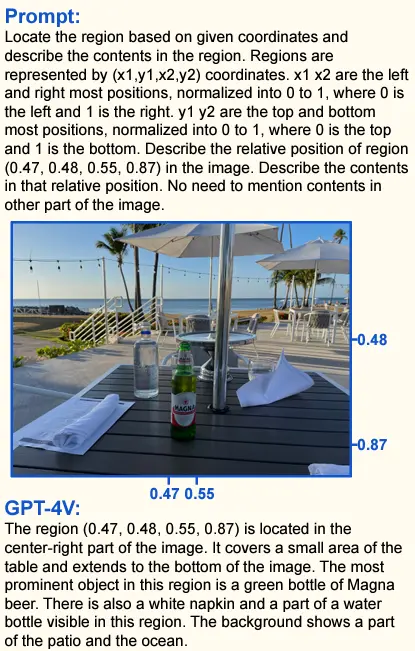 Prompt:
Locate the region based on given coordinates and
describe the contents in the region. Regions are
represented by (x1,y1,x2,y2) coordinates. x1 x2 are the left
and right most positions, normalized into 0 to 1, where 0 is
the left and 1 is the right. y1 y2 are the top and bottom
most positions, normalized into 0 to 1, where 0 is the top
and 1 is the bottom. Describe the relative position of region
(0.47, 0.48, 0.55, 0.87) in the image. Describe the contents
in that relative position. No need to mention contents in
other part of the image.
0.48
MAGNA
0.87
0.47 0.55
GPT-4V:
The region (0.47, 0.48, 0.55, 0.87) is located in the
center-right part of the image. It covers a small area of the
table and extends to the bottom of the image. The most
prominent object in this region is a green bottle of Magna
beer. There is also a white napkin and a part of a water
bottle visible in this region. The background shows a part
of the patio and the ocean.